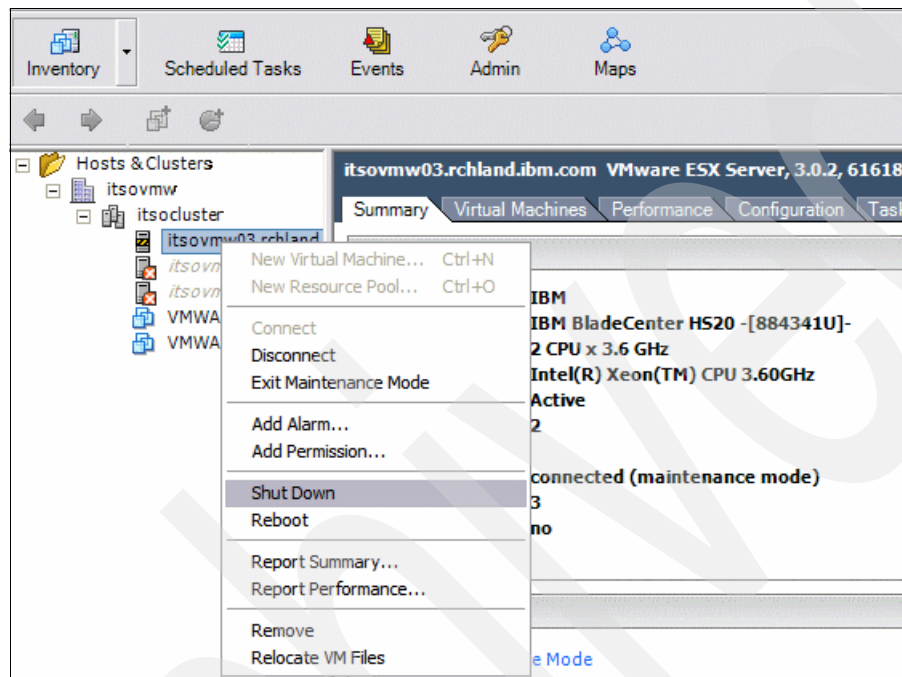 Inventory Scheduled Tasks Events Admin Maps
Hosts & Clusters
itsovmw
itsocluster
itsovmw03.rchland
itsovm
itsovm
VMWA
VMWA
itsovmw03.rchland.ibm.com VMware ESX Server, 3.0.2, 61618
Summary Virtual Machines Performance Configuration Task
New Virtual Machine... Ctrl+N
New Resource Pool... Ctrl+O
Connect
Disconnect
Exit Maintenance Mode
Add Alarm...
Add Permission...
Shut Down
Reboot
Report Summary...
Report Performance...
Remove
Relocate VM Files
IBM
IBM BladeCenter HS20 -[884341U]-
2 CPU x 3.6 GHz
Intel(R) Xeon(TM) CPU 3.60GHz
Active
2
connected (maintenance mode)
3
no
e Mode